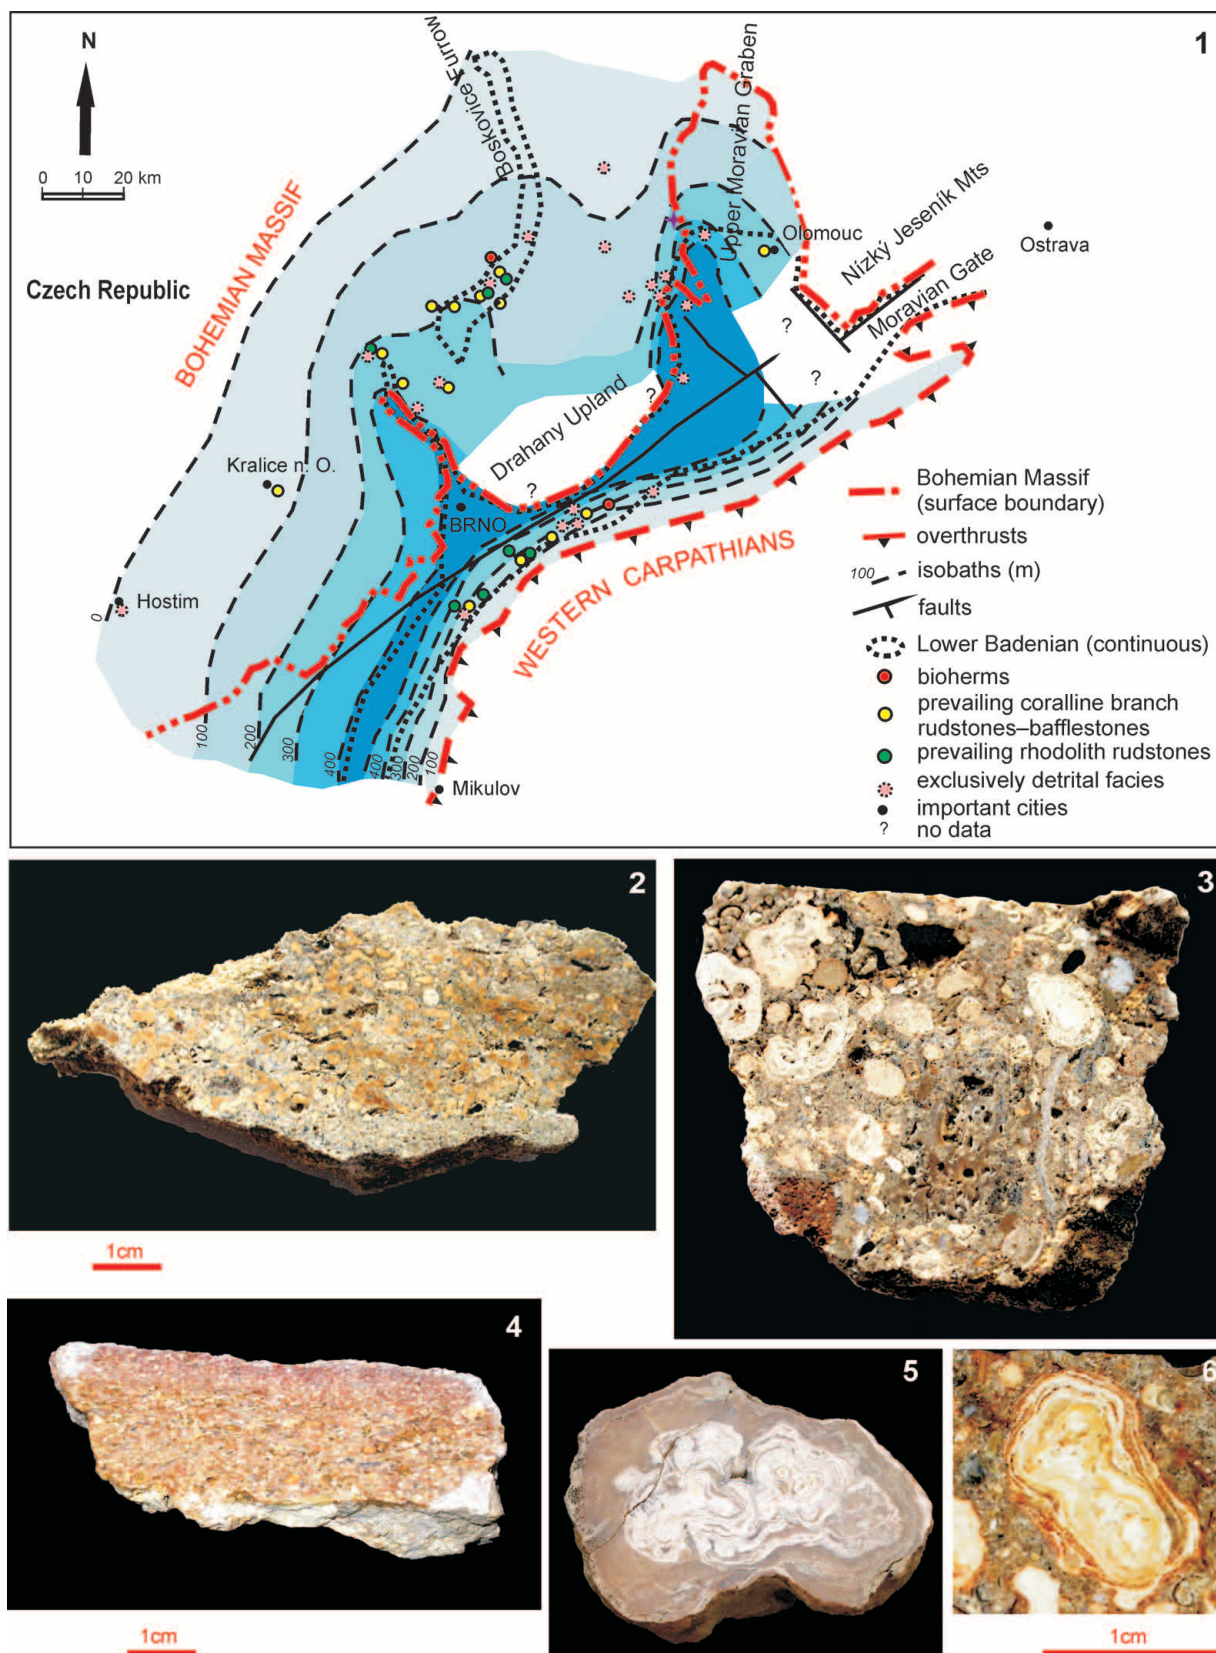 1
N
0 10 20 km
Czech Republic
BOHEMIAN MASSIF
Boskovice Furrow
Upper Moravian Graben
Olomouc
Nízký Jeseník Mts
Moravian Gate
Ostrava
?
?
?
Drahany Upland
?
Kralice n. O.
BRNO
Hostim
WESTERN CARPATHIANS
Mikulov
0
100
200
300
400
400
300
200
100
Bohemian Massif
(surface boundary)
overthrusts
100 isobaths (m)
faults
Lower Badenian (continuous)
bioherms
prevailing coralline branch
rudstones–bafflestones
prevailing rhodolith rudstones
exclusively detrital facies
important cities
? no data
2
1cm
3
4
1cm
5
6
1cm